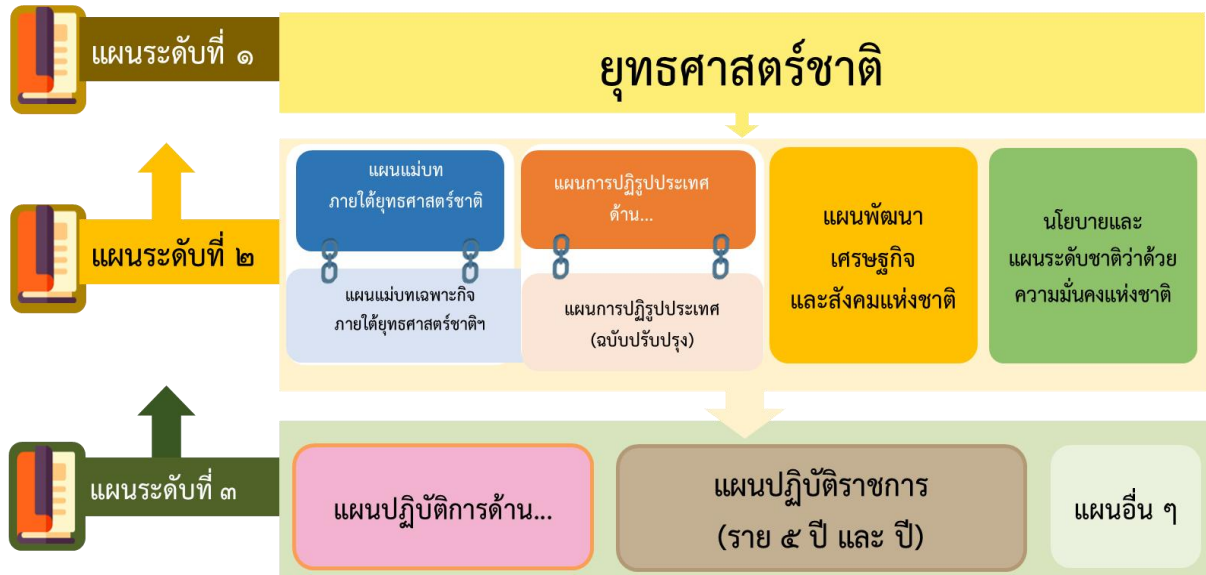 แผนระดับที่ ๑
ยุทธศาสตร์ชาติ
แผนระดับที่ ๒
แผนแม่บท
ภายใต้ยุทธศาสตร์ชาติ
แผนแม่บทเฉพาะกิจ
ภายใต้ยุทธศาสตร์ชาติฯ
แผนการปฏิรูปประเทศ
ด้าน...
แผนการปฏิรูปประเทศ
(ฉบับปรับปรุง)
แผนพัฒนา
เศรษฐกิจ
และสังคมแห่งชาติ
นโยบายและ
แผนระดับชาติว่าด้วย
ความมั่นคงแห่งชาติ
แผนระดับที่ ๓
แผนปฏิบัติการด้าน...
แผนปฏิบัติราชการ
(ราย ๕ ปี และ ปี)
แผนอื่น ๆ